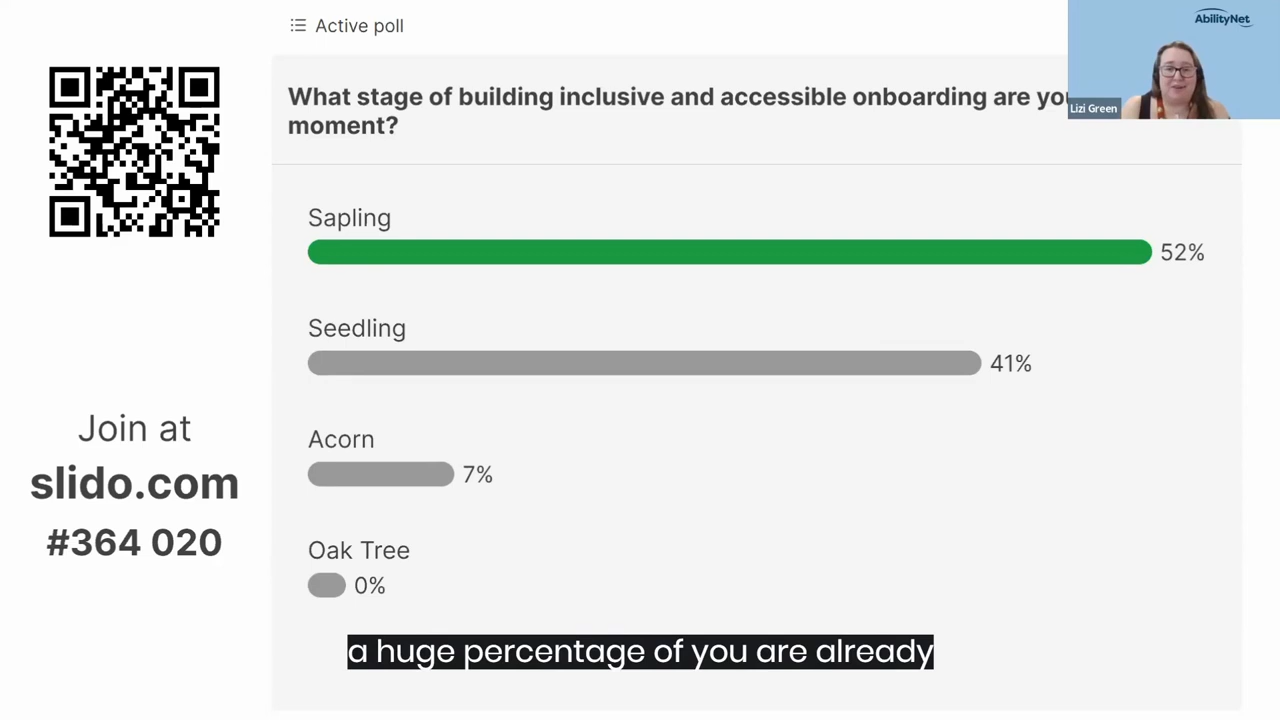 Active poll
AbilityNet
What stage of building inclusive and accessible onboarding are you
moment?
Lizi Green
Sapling
52%
Seedling
41%
Join at
slido.com
#364 020
Acorn
7%
Oak Tree
0%
a huge percentage of you are already